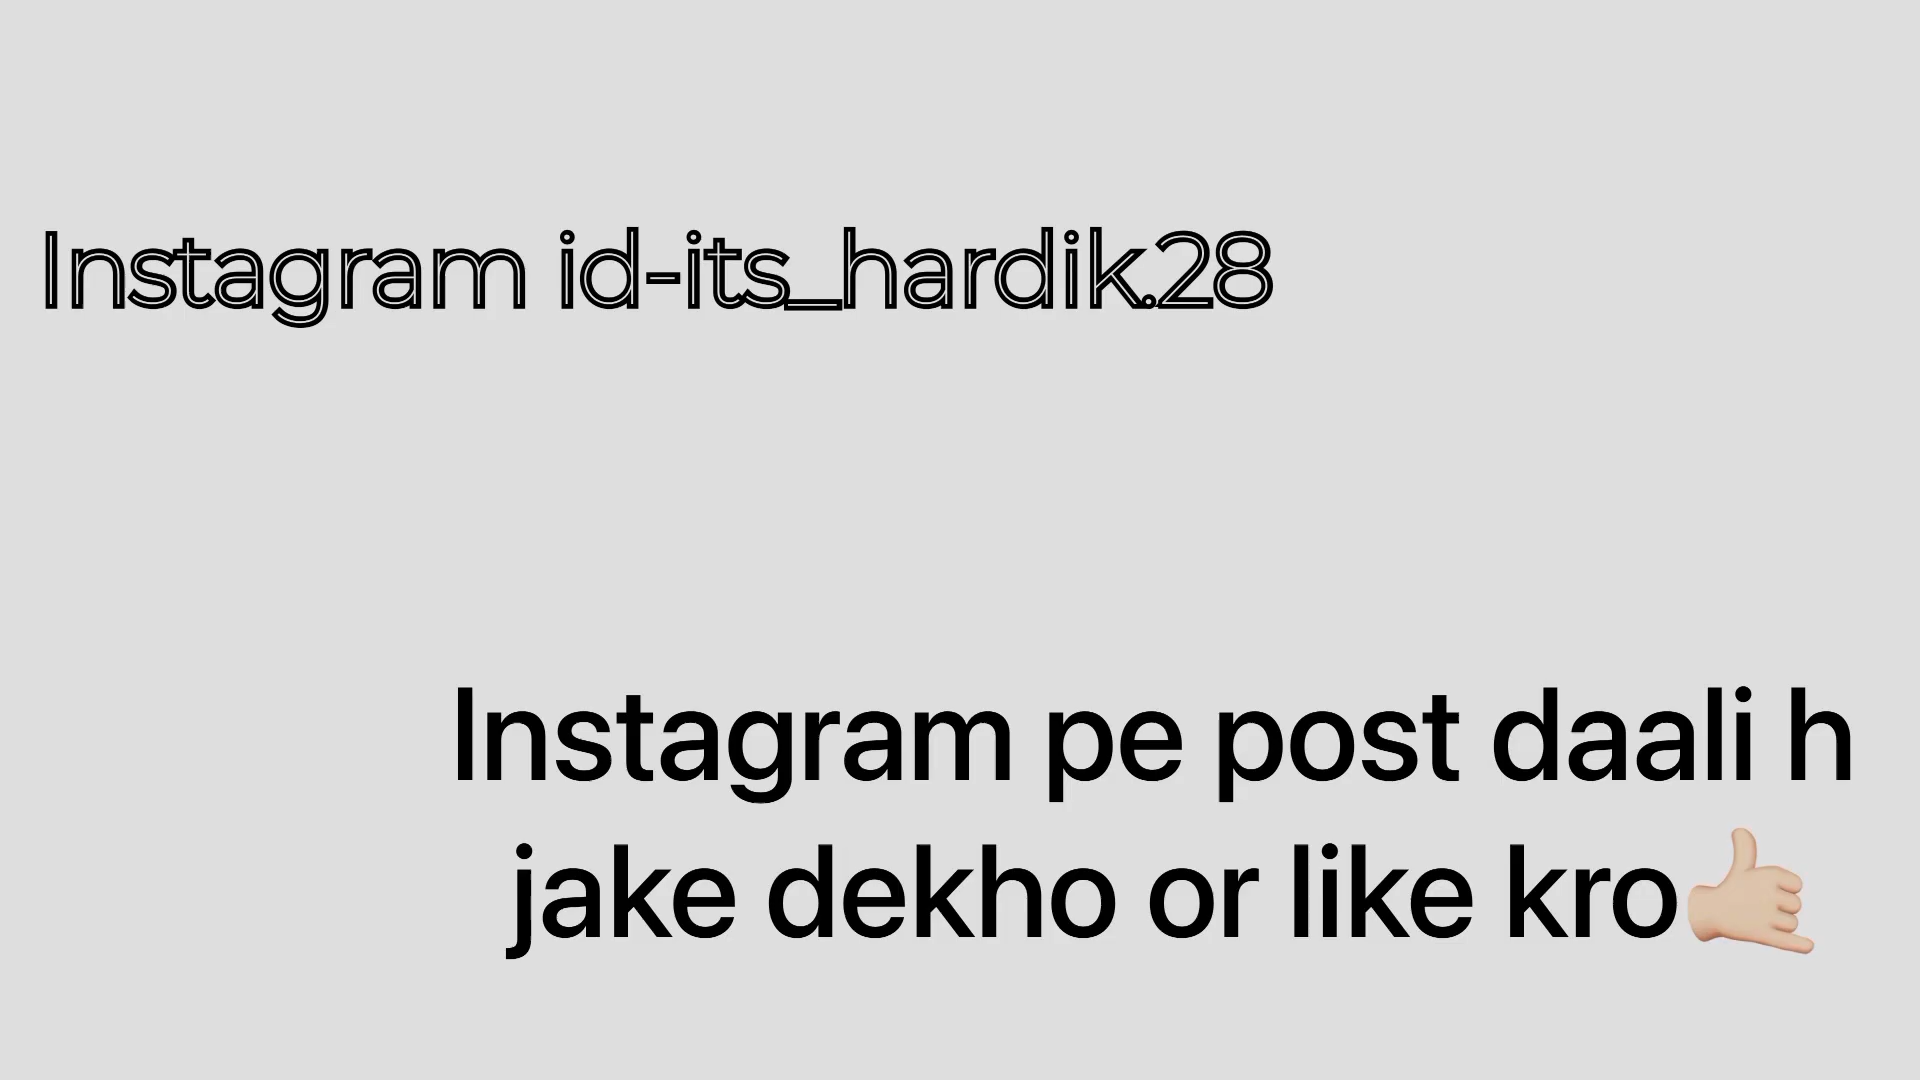 Instagram id-its_hardik.28
Instagram pe post daali h
jake dekho or like kro🤙🏼